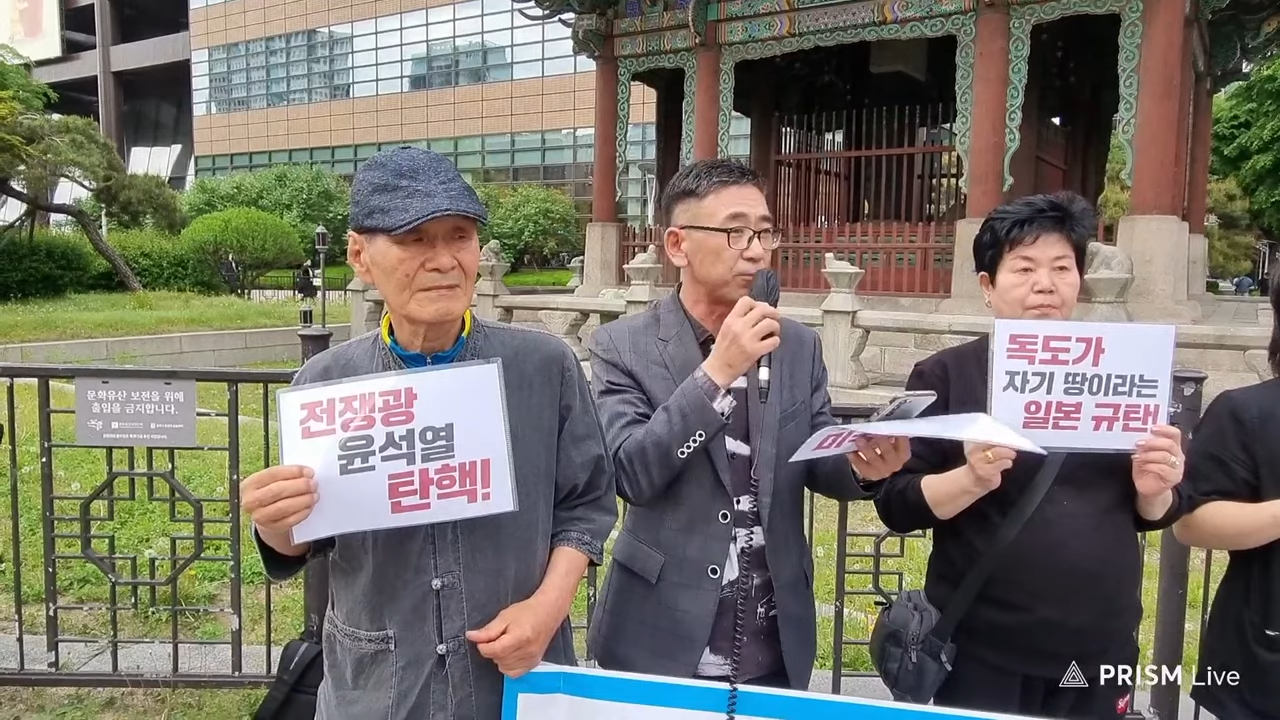 문화유산 보전을 위해
출입을 금지합니다.
전쟁광
윤석열
탄핵!
독도가
자기 땅이라는
일본 규탄!
PRISM Live